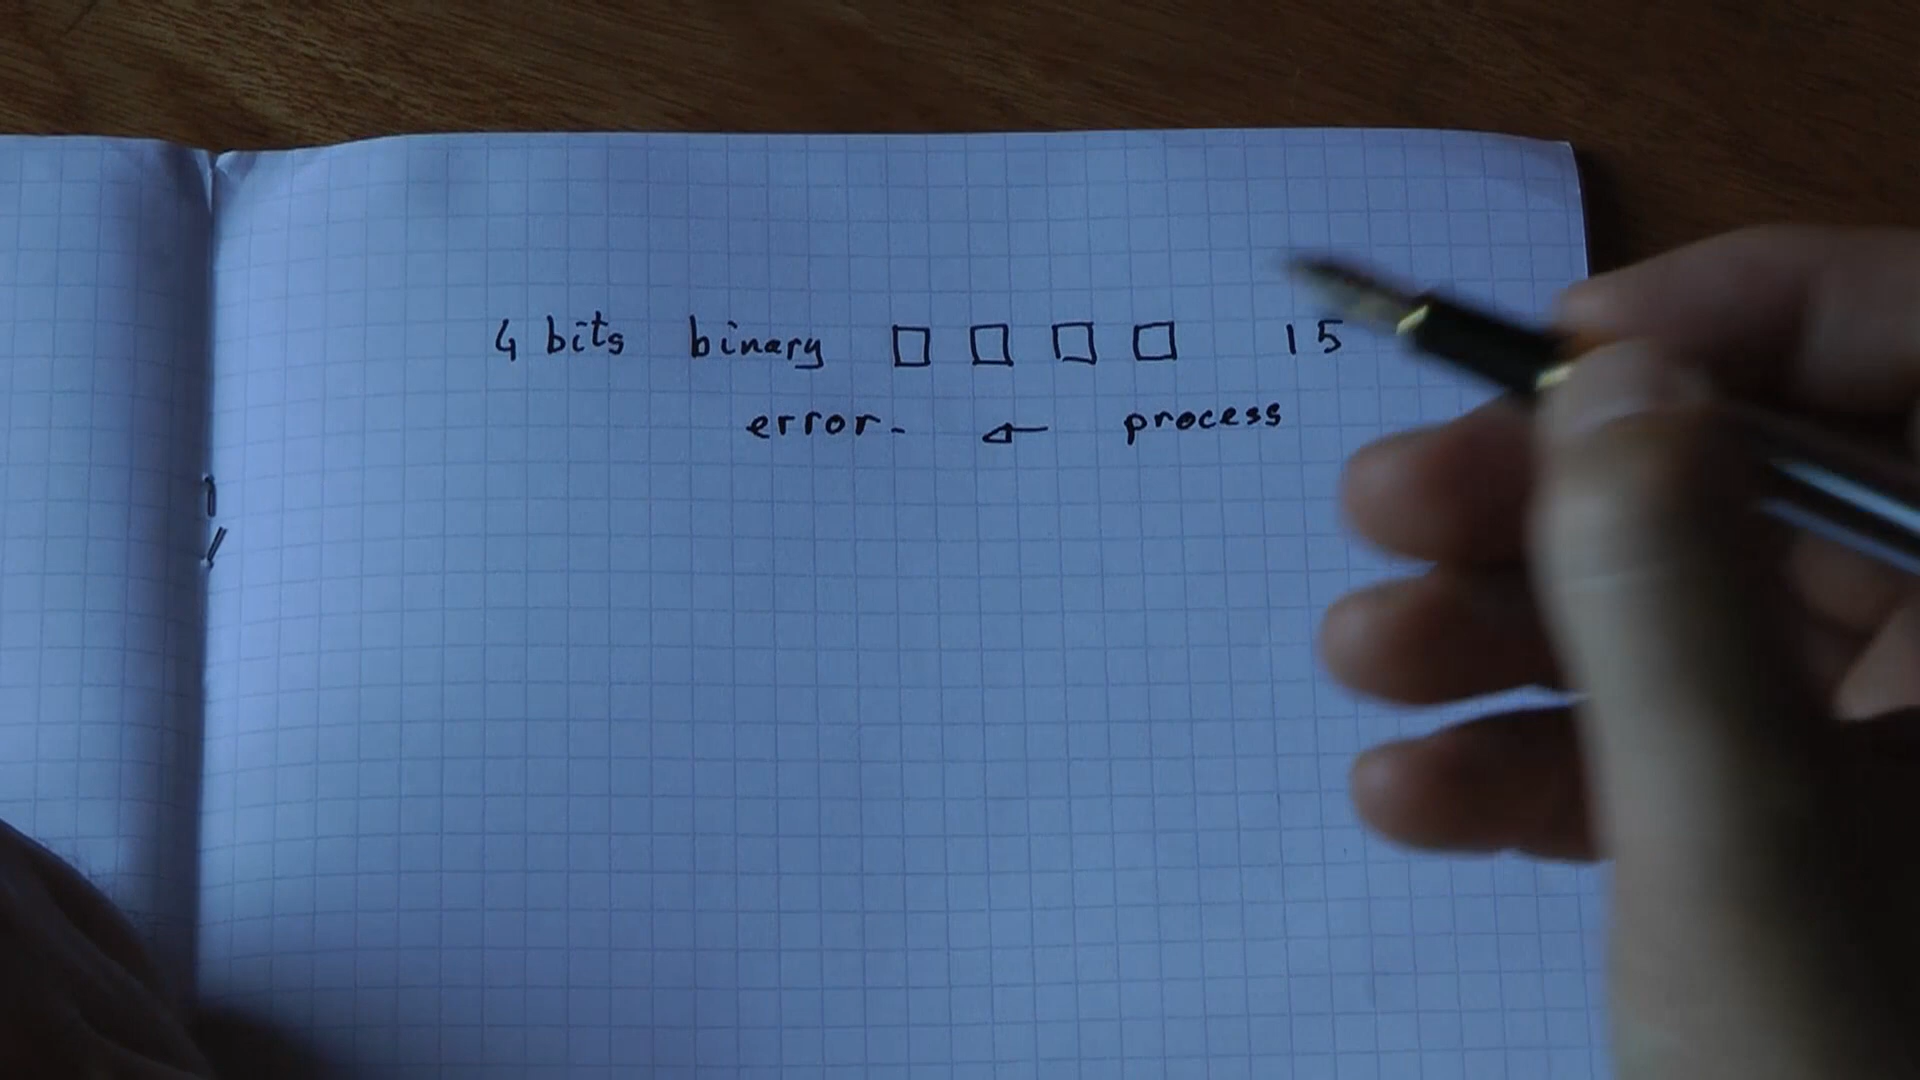 4 bits binary □ □ □ □ 15
error. ← process